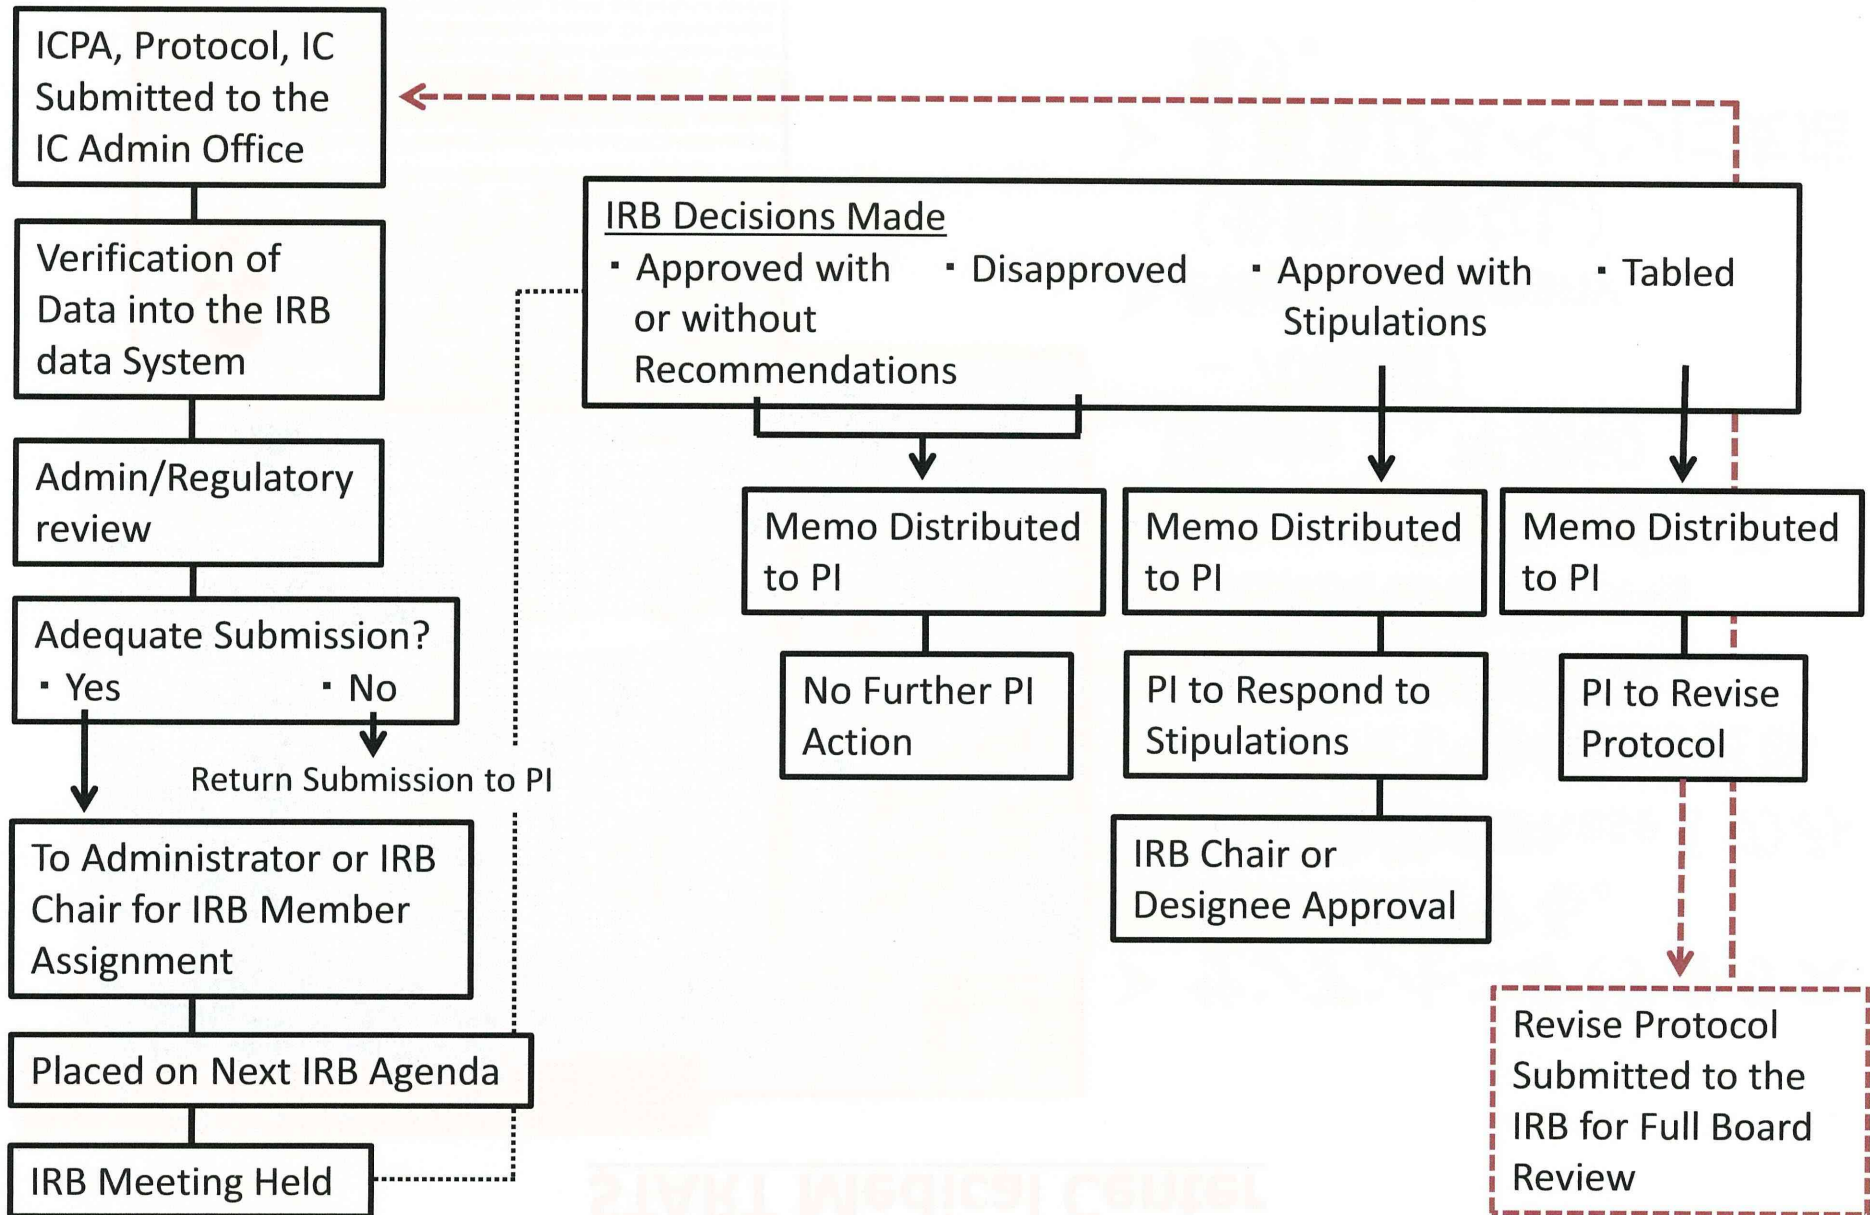 ICPA, Protocol, IC
Submitted to the
IC Admin Office
Verification of
Data into the IRB
data System
Admin/Regulatory
review
Adequate Submission?
▪ Yes
▪ No
Return Submission to PI
To Administrator or IRB
Chair for IRB Member
Assignment
Placed on Next IRB Agenda
IRB Meeting Held
IRB Decisions Made
▪ Approved with
or without
Recommendations
▪ Disapproved
▪ Approved with
Stipulations
▪ Tabled
Memo Distributed
to PI
No Further PI
Action
Memo Distributed
to PI
PI to Respond to
Stipulations
IRB Chair or
Designee Approval
Memo Distributed
to PI
PI to Revise
Protocol
Revise Protocol
Submitted to the
IRB for Full Board
Review
START Medical Center